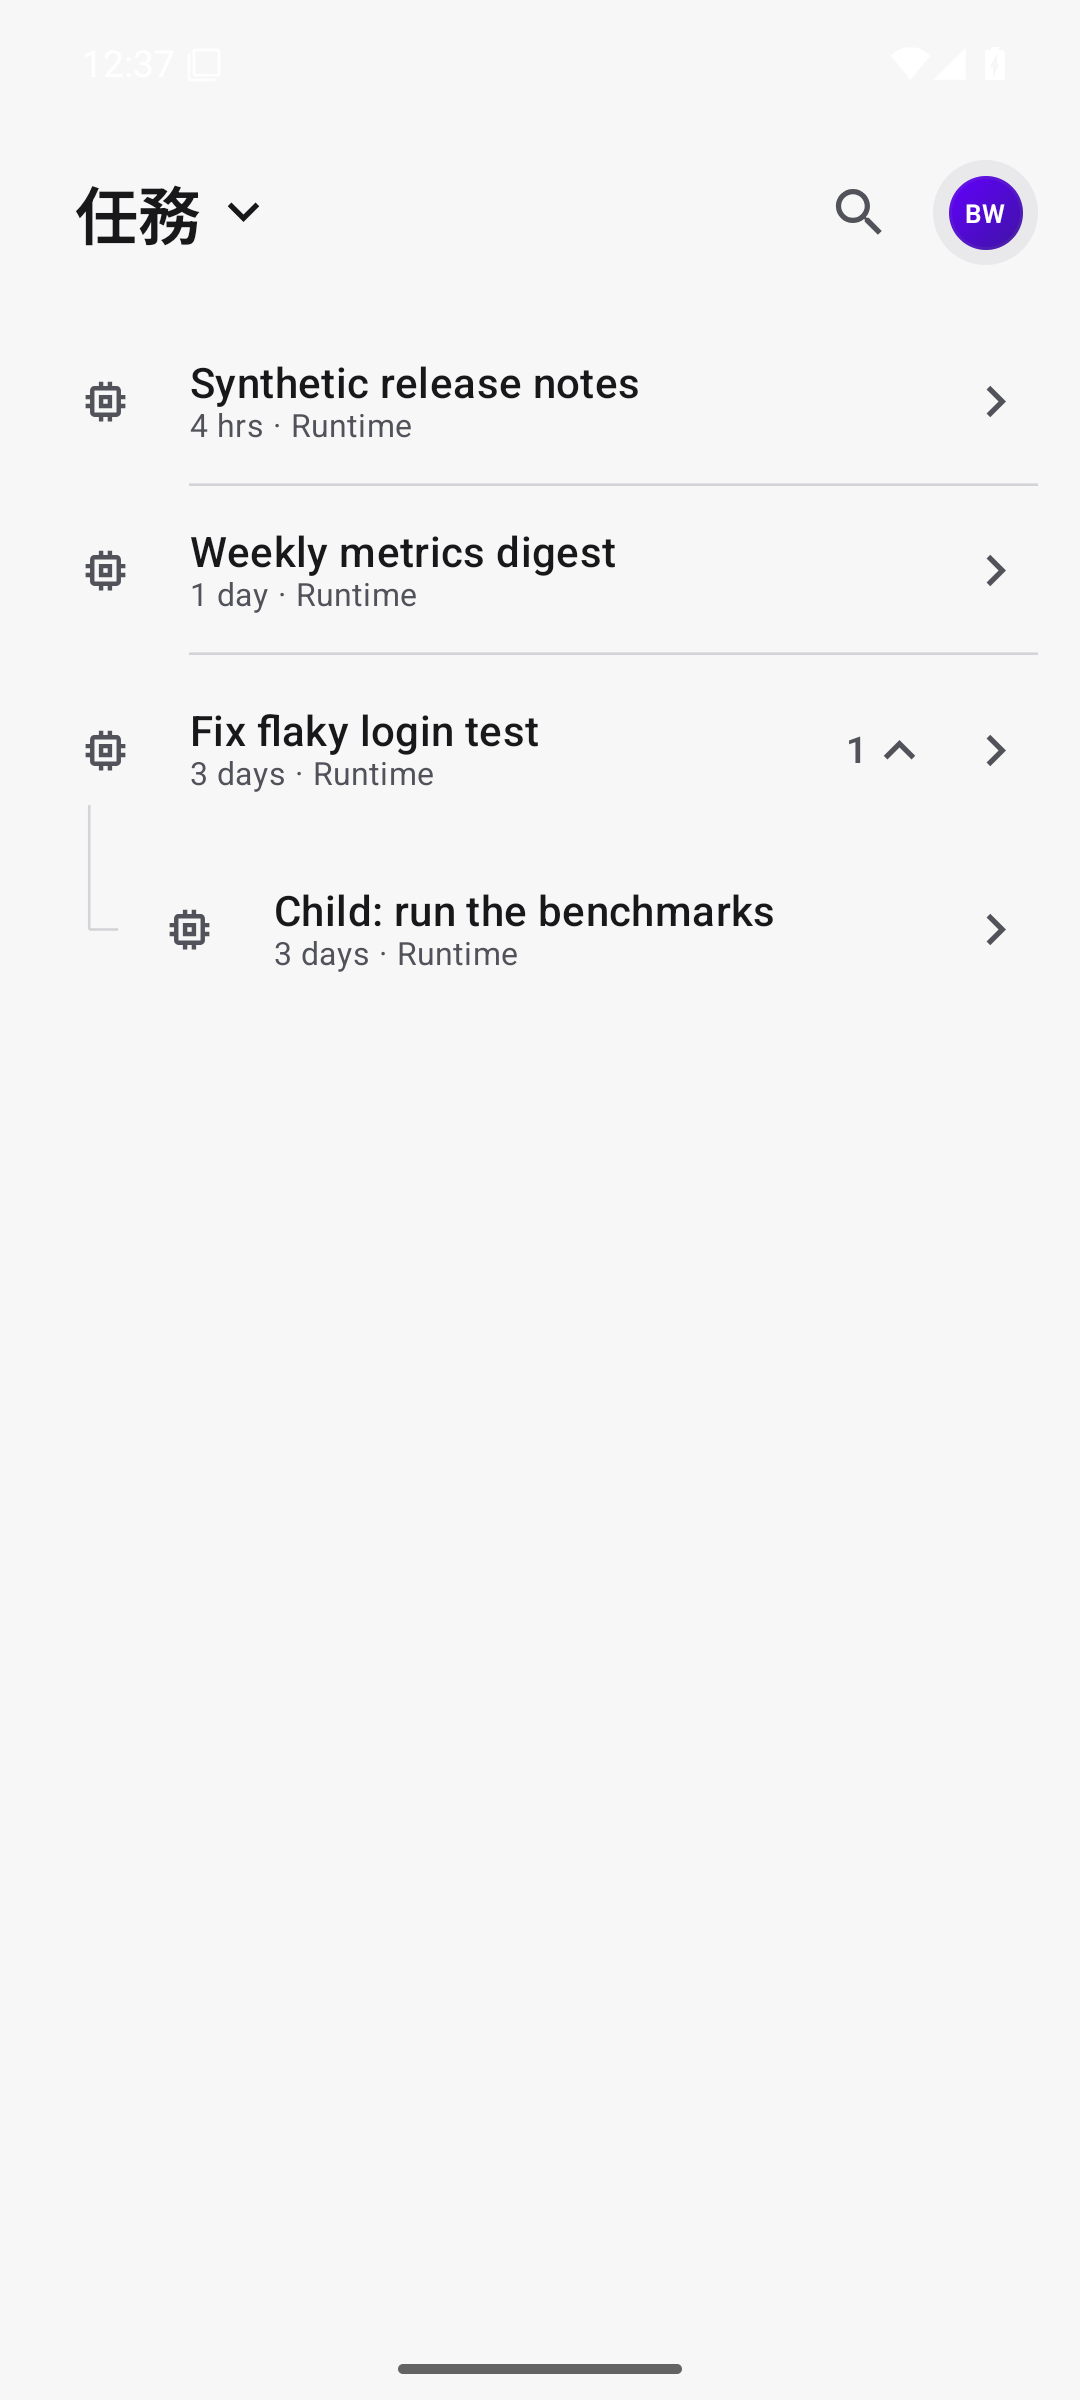 12:37
任務
BW
Synthetic release notes
4 hrs · Runtime
Weekly metrics digest
1 day · Runtime
Fix flaky login test
3 days · Runtime
1
Child: run the benchmarks
3 days · Runtime